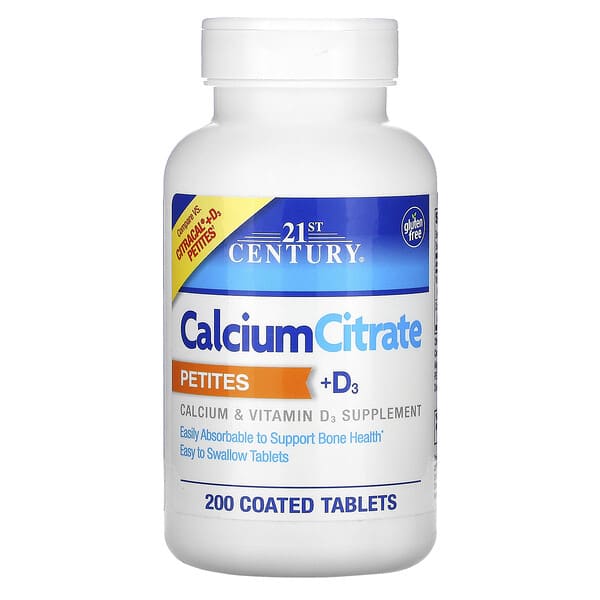 Compare VS.
CITRACAL® +D3
PETITES†
21ST
CENTURY®
gluten
free
CalciumCitrate
PETITES
+D3
CALCIUM & VITAMIN D3 SUPPLEMENT
Easily Absorbable to Support Bone Health*
Easy to Swallow Tablets
200 COATED TABLETS